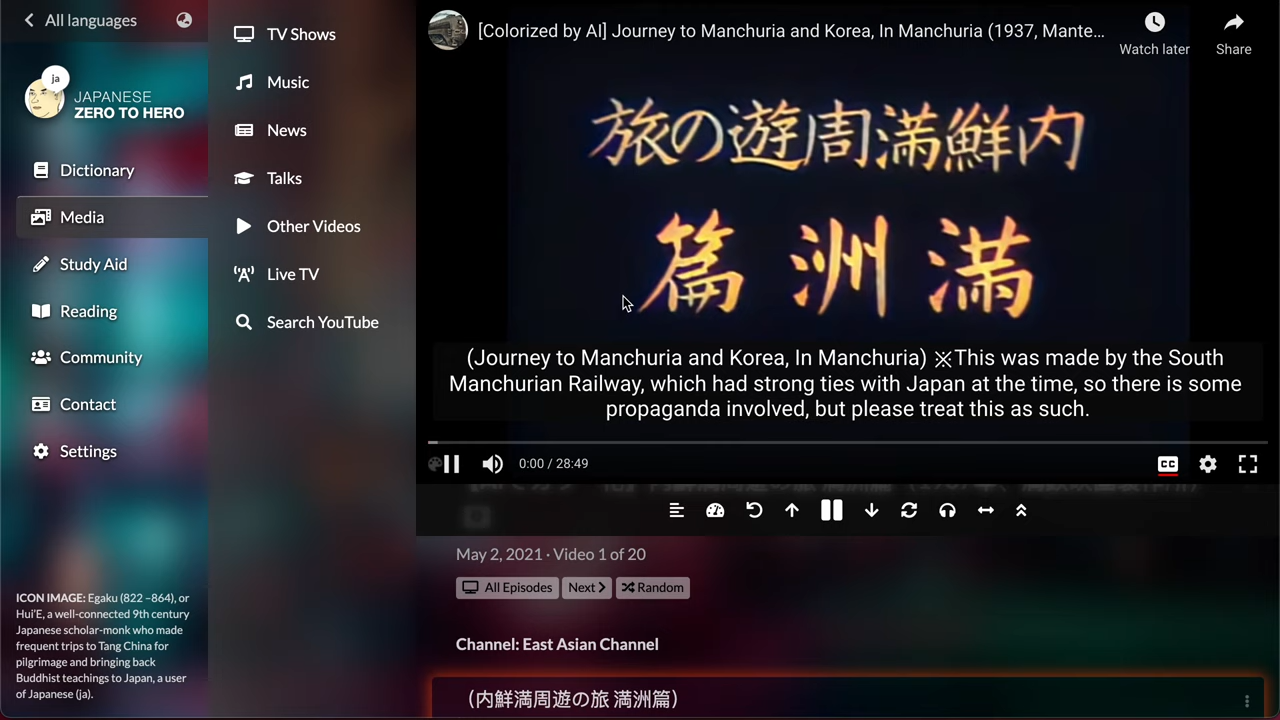 All languages
ja
JAPANESE
ZERO TO HERO
Dictionary
Media
Study Aid
Reading
Community
Contact
Settings
ICON IMAGE: Egaku (822 –864), or
Hui'E, a well-connected 9th century
Japanese scholar-monk who made
frequent trips to Tang China for
pilgrimage and bringing back
Buddhist teachings to Japan, a user
of Japanese (ja).
TV Shows
Music
News
Talks
Other Videos
Live TV
Search YouTube
[Colorized by AI] Journey to Manchuria and Korea, In Manchuria (1937, Mante...
Watch later
Share
旅の遊周満鮮内
篇洲満
(Journey to Manchuria and Korea, In Manchuria) ※This was made by the South
Manchurian Railway, which had strong ties with Japan at the time, so there is some
propaganda involved, but please treat this as such.
0:00 / 28:49
CC
May 2, 2021 · Video 1 of 20
All Episodes
Next
Random
Channel: East Asian Channel
（内鮮満周遊の旅 満洲篇）